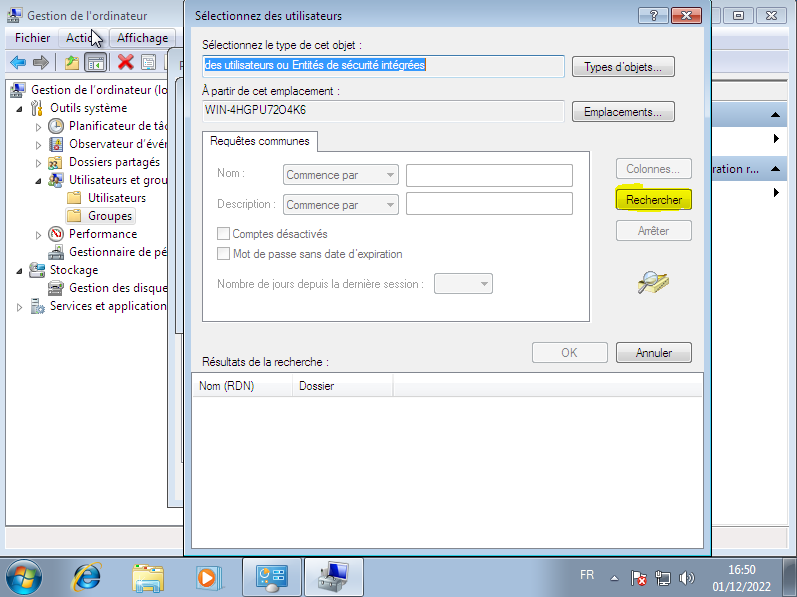 Gestion de l'ordinateur
Fichier Action Affichage
Gestion de l'ordinateur (lo
Outils système
Planificateur de tâc
Observateur d'évén
Dossiers partagés
Utilisateurs et grou
Utilisateurs
Groupes
Performance
Gestionnaire de pé
Stockage
Gestion des disque
Services et application
Sélectionnez des utilisateurs
Sélectionnez le type de cet objet :
des utilisateurs ou Entités de sécurité intégrées
Types d'objets...
À partir de cet emplacement :
WIN-4HGPU72O4K6
Emplacements...
Requêtes communes
Nom :
Commence par
Description :
Commence par
Comptes désactivés
Mot de passe sans date d'expiration
Nombre de jours depuis la dernière session :
Colonnes...
Rechercher
Arrêter
OK
Annuler
Résultats de la recherche :
Nom (RDN) Dossier
ration r...
FR
16:50
01/12/2022